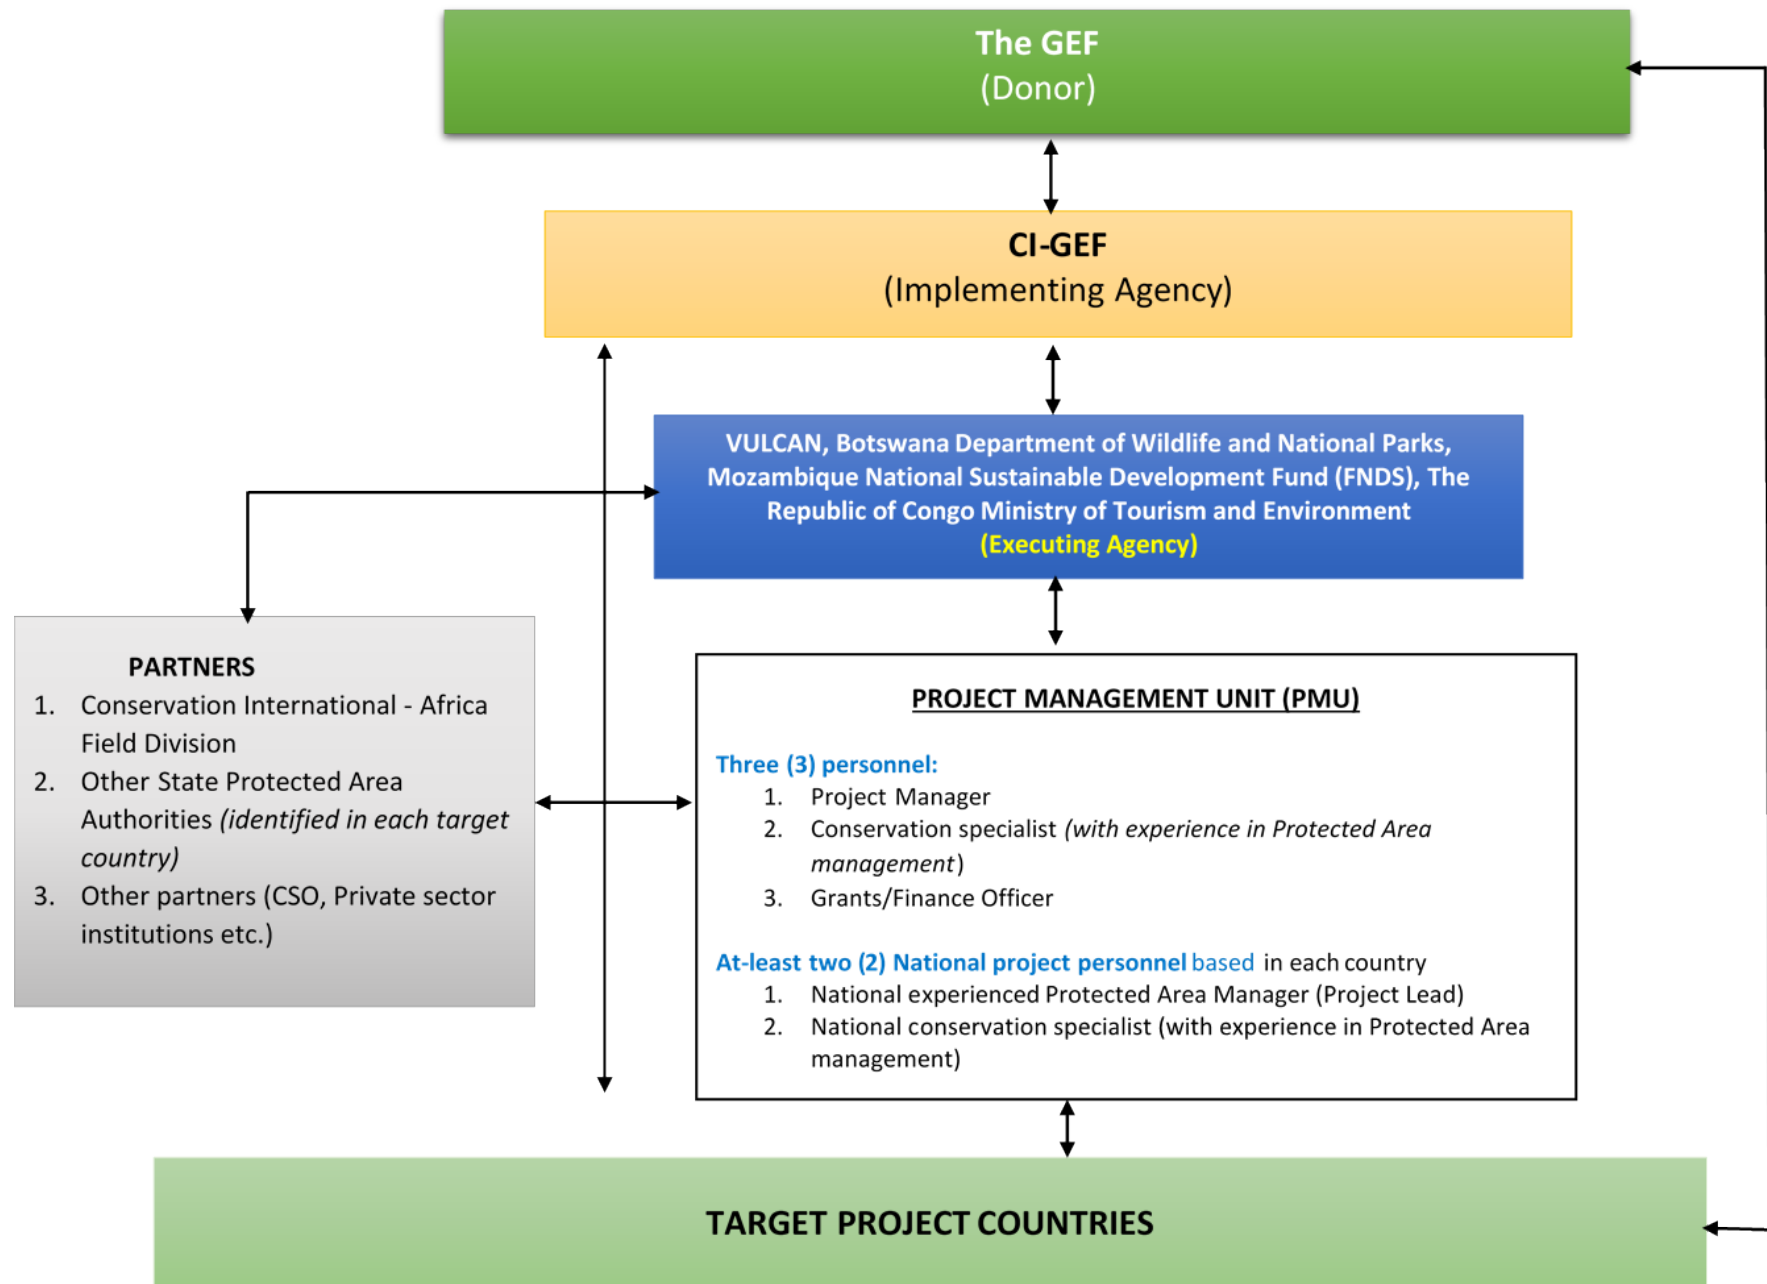 The GEF
(Donor)
CI-GEF
(Implementing Agency)
VULCAN, Botswana Department of Wildlife and National Parks,
Mozambique National Sustainable Development Fund (FNDS), The
Republic of Congo Ministry of Tourism and Environment
(Executing Agency)
PARTNERS
1. Conservation International - Africa
Field Division
2. Other State Protected Area
Authorities (identified in each target
country)
3. Other partners (CSO, Private sector
institutions etc.)
PROJECT MANAGEMENT UNIT (PMU)
Three (3) personnel:
1. Project Manager
2. Conservation specialist (with experience in Protected Area
management)
3. Grants/Finance Officer
At-least two (2) National project personnel based in each country
1. National experienced Protected Area Manager (Project Lead)
2. National conservation specialist (with experience in Protected Area
management)
TARGET PROJECT COUNTRIES